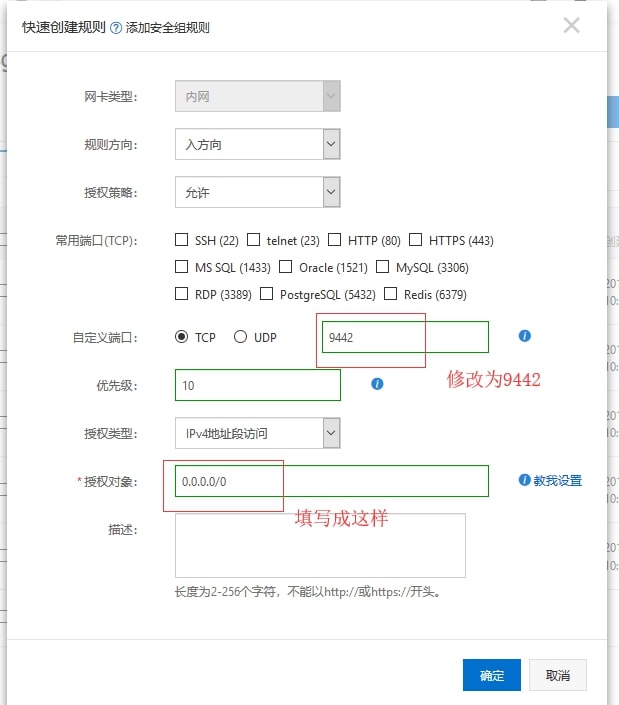 快速创建规则 ? 添加安全组规则
网卡类型： 内网
规则方向： 入方向
授权策略： 允许
常用端口(TCP)： SSH (22) telnet (23) HTTP (80) HTTPS (443)
MS SQL (1433) Oracle (1521) MySQL (3306)
RDP (3389) PostgreSQL (5432) Redis (6379)
自定义端口： TCP UDP 9442
修改为9442
优先级： 10
授权类型： IPv4地址段访问
*授权对象： 0.0.0.0/0 教我设置
填写成这样
描述：
长度为2-256个字符，不能以http://或https://开头。
确定 取消